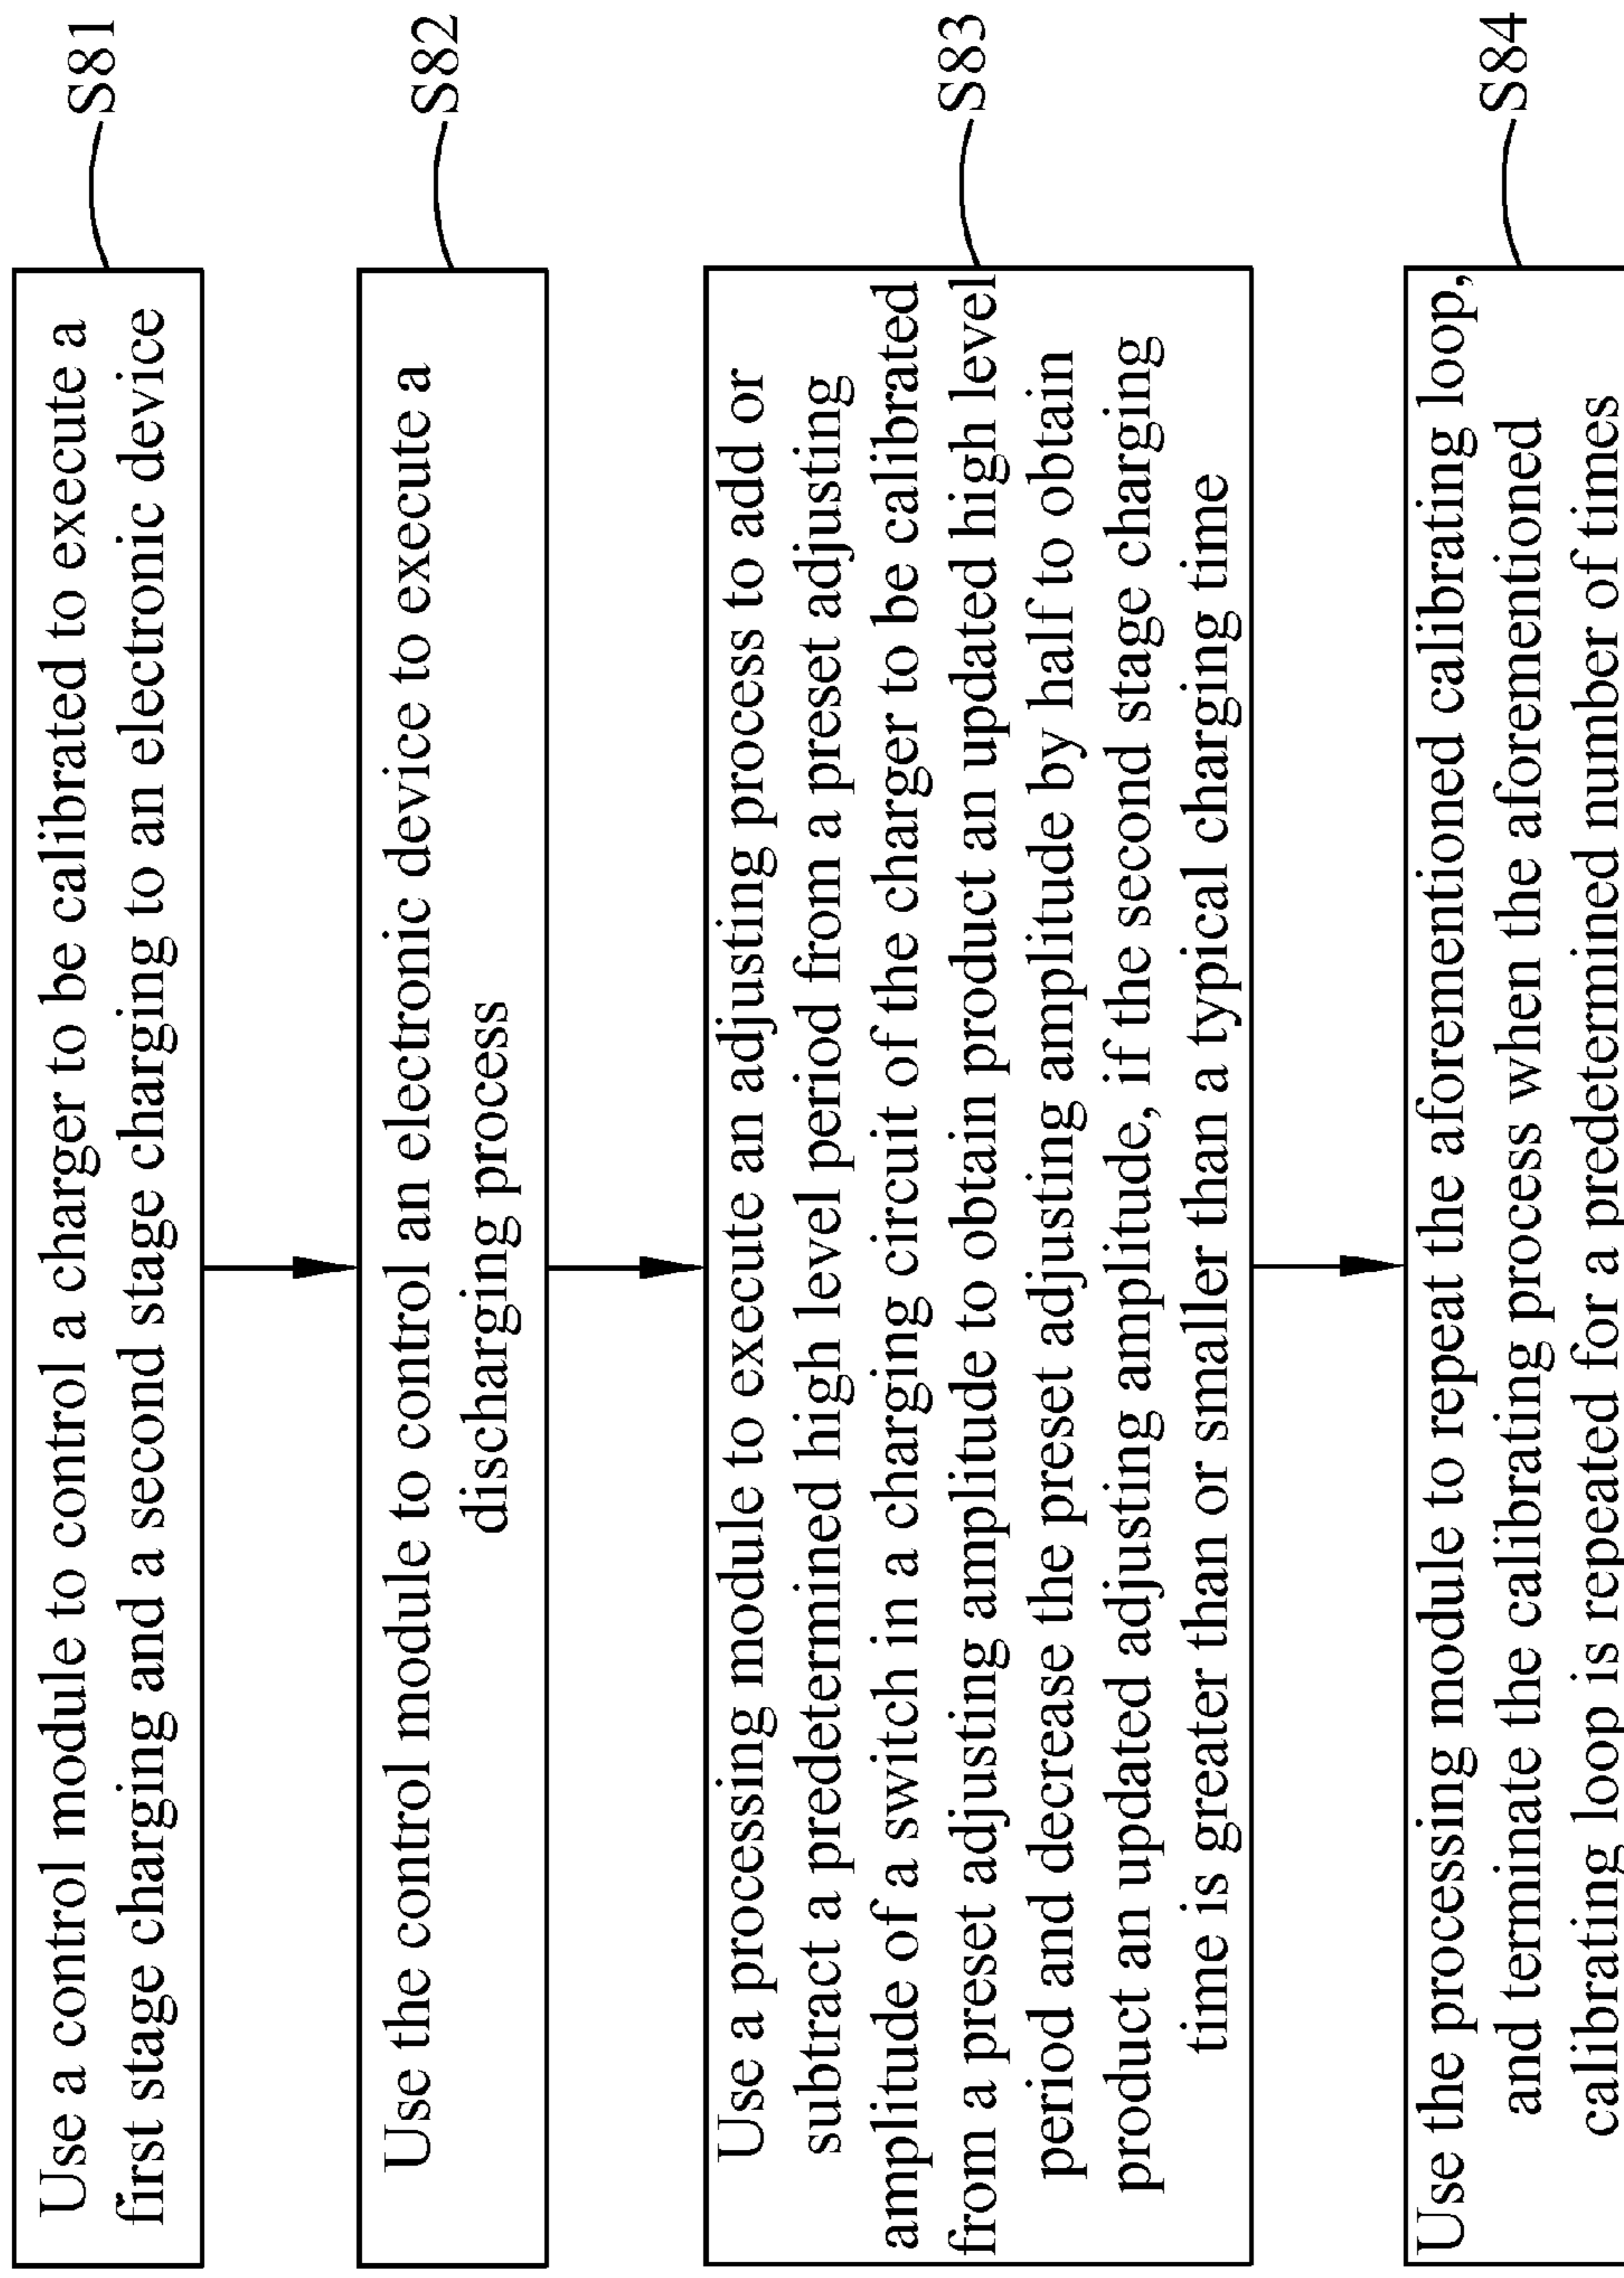 Use a control module to control a charger to be calibrated to execute a
first stage charging and a second stage charging to an electronic device
S81
Use the control module to control an electronic device to execute a
discharging process
S82
Use a processing module to execute an adjusting process to add or
subtract a predetermined high level period from a preset adjusting
amplitude of a switch in a charging circuit of the charger to be calibrated
from a preset adjusting amplitude to obtain product an updated high level
period and decrease the preset adjusting amplitude by half to obtain
product an updated adjusting amplitude, if the second stage charging
time is greater than or smaller than a typical charging time
S83
Use the processing module to repeat the aforementioned calibrating loop,
and terminate the calibrating process when the aforementioned
calibrating loop is repeated for a predetermined number of times
S84